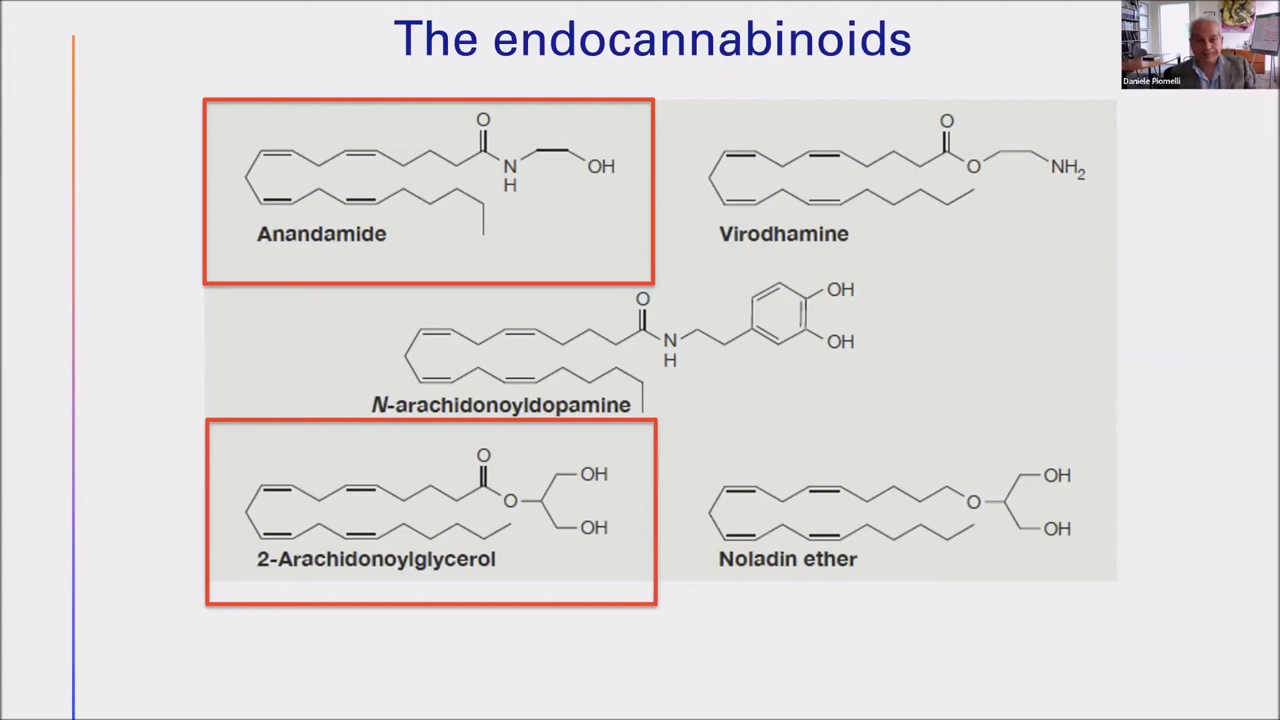 The endocannabinoids
Daniele Piomelli
O
N
H
OH
Anandamide
O
O
NH2
Virodhamine
O
N
H
OH
OH
N-arachidonoyldopamine
O
O
OH
OH
2-Arachidonoylglycerol
O
OH
OH
Noladin ether